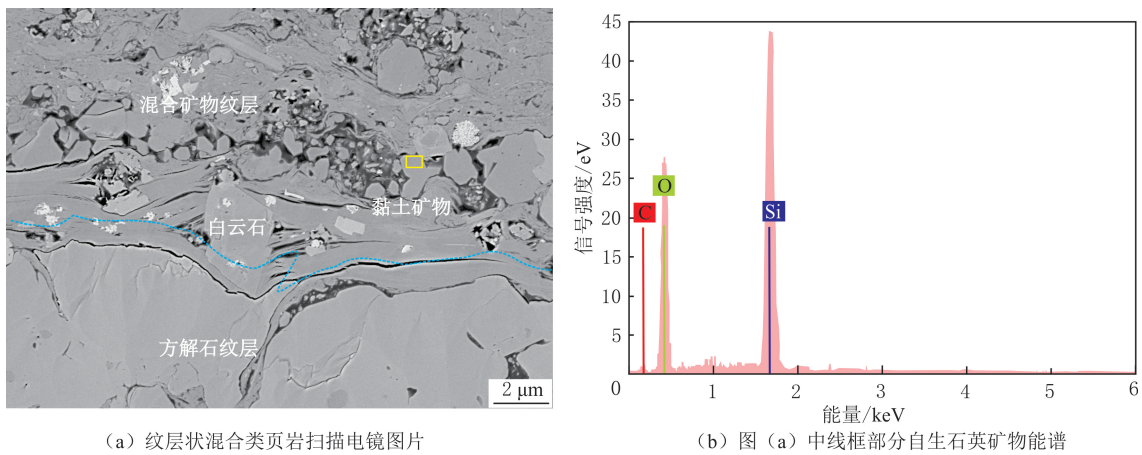 混合矿物纹层
黏土矿物
白云石
方解石纹层
2 μm
(a) 纹层状混合类页岩扫描电镜图片
45
40
35
30
25
20
15
10
5
0
1
2
3
4
5
6
信号强度/eV
C
O
Si
能量/keV
(b) 图(a)中线框部分自生石英矿物能谱